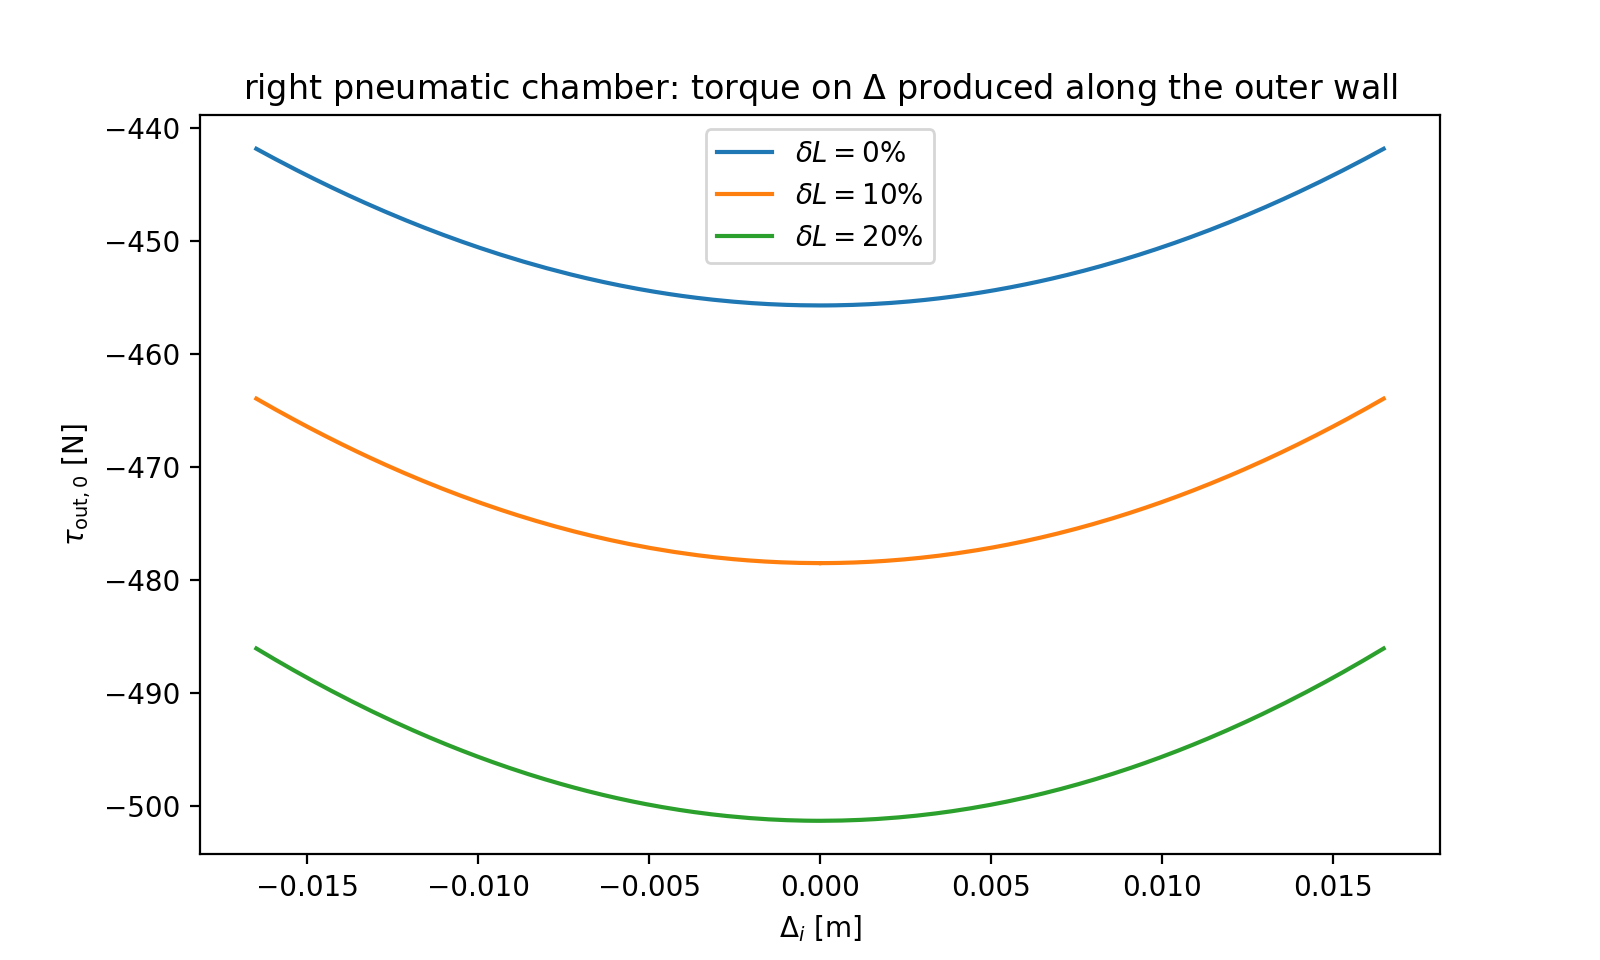 right pneumatic chamber: torque on Δ produced along the outer wall
−440
−450
−460
−470
−480
−490
−500
τout, 0 [N]
δL = 0%
δL = 10%
δL = 20%
−0.015 −0.010 −0.005 0.000 0.005 0.010 0.015
Δi [m]